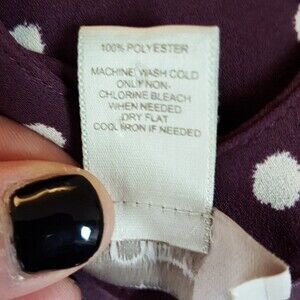 100% POLYESTER
MACHINE WASH COLD
ONLY NON-
CHLORINE BLEACH
WHEN NEEDED
DRY FLAT
COOL IRON IF NEEDED